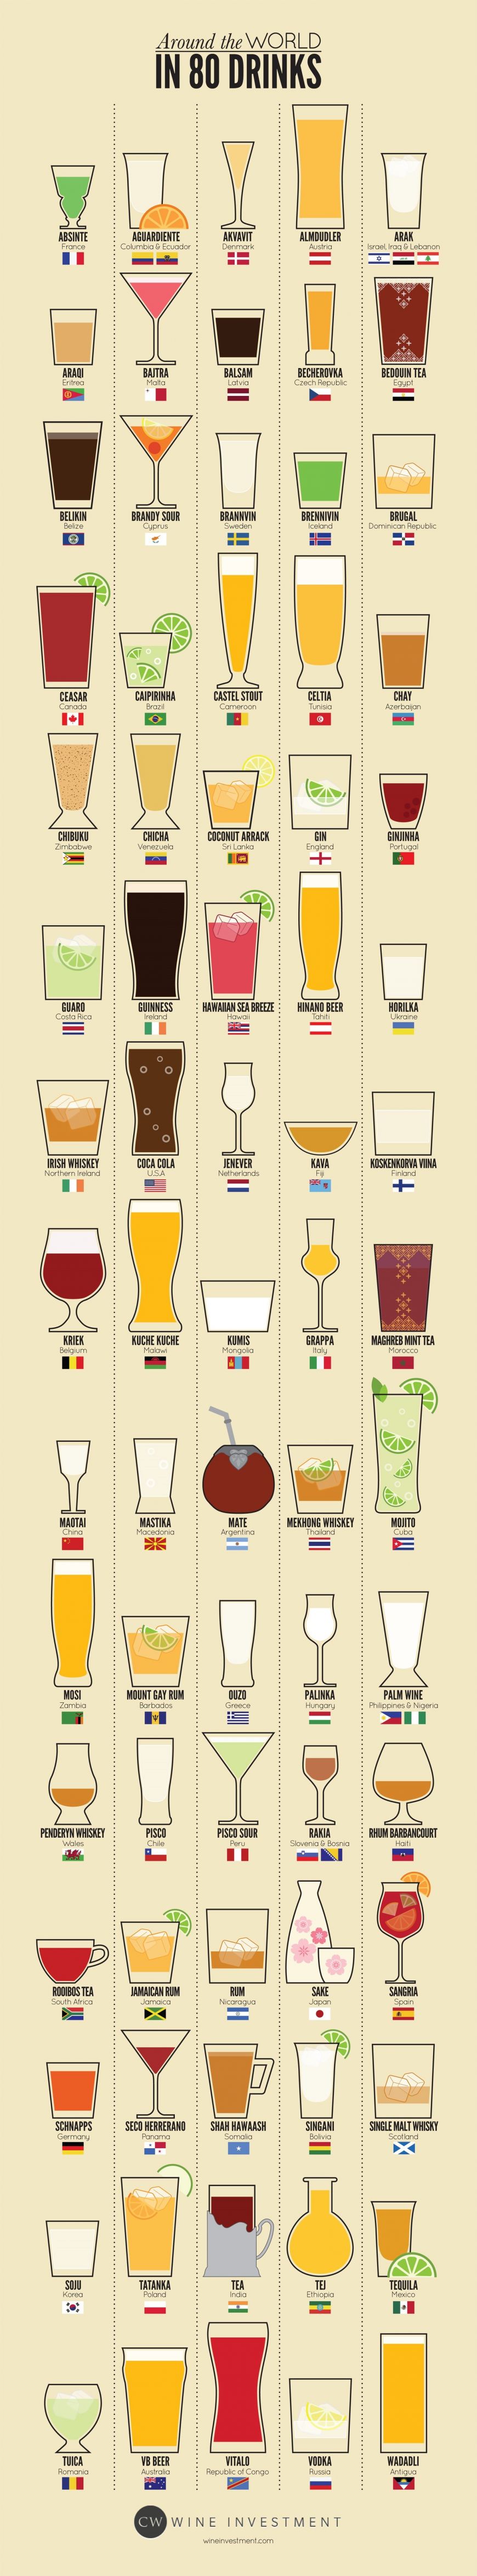 Around the WORLD
IN 80 DRINKS
ABSINTE
France
AGUARDIENTE
Columbia & Ecuador
AKVAVIT
Denmark
ALMDUDLER
Austria
ARAK
Israel, Iraq & Lebanon
ARAQI
Eritrea
BAJTRA
Malta
BALSAM
Latvia
BECHEROVKA
Czech Republic
BEDOUIN TEA
Egypt
BELIKIN
Belize
BRANDY SOUR
Cyprus
BRANNVIN
Sweden
BRENNIVIN
Iceland
BRUGAL
Dominican Republic
CEASAR
Canada
CAIPIRINHA
Brazil
CASTEL STOUT
Cameroon
CELTIA
Tunisia
CHAY
Azerbaijan
CHIBUKU
Zimbabwe
CHICHA
Venezuela
COCONUT ARRACK
Sri Lanka
GIN
England
GINJINHA
Portugal
GUARO
Costa Rica
GUINNESS
Ireland
HAWAIIAN SEA BREEZE
Hawaii
HINANO BEER
Tahiti
HORILKA
Ukraine
IRISH WHISKEY
Northern Ireland
COCA COLA
U.S.A
JENEVER
Netherlands
KAVA
Fiji
KOSKENKORVA VIINA
Finland
KRIEK
Belgium
KUCHE KUCHE
Malawi
KUMIS
Mongolia
GRAPPA
Italy
MAGHREB MINT TEA
Morocco
MAOTAI
China
MASTIKA
Macedonia
MATE
Argentina
MEKHONG WHISKEY
Thailand
MOJITO
Cuba
MOSI
Zambia
MOUNT GAY RUM
Barbados
OUZO
Greece
PALINKA
Hungary
PALM WINE
Philippines & Nigeria
PENDERYN WHISKEY
Wales
PISCO
Chile
PISCO SOUR
Peru
RAKIA
Slovenia & Bosnia
RHUM BARBANCOURT
Haiti
ROOIBOS TEA
South Africa
JAMAICAN RUM
Jamaica
RUM
Nicaragua
SAKE
Japan
SANGRIA
Spain
SCHNAPPS
Germany
SECO HERRERANO
Panama
SHAH HAWAASH
Somalia
SINGANI
Bolivia
SINGLE MALT WHISKY
Scotland
SOJU
Korea
TATANKA
Poland
TEA
India
TEJ
Ethiopia
TEQUILA
Mexico
TUICA
Romania
VB BEER
Australia
VITALO
Republic of Congo
VODKA
Russia
WADADLI
Antigua
CW WINE INVESTMENT
wineinvestment.com